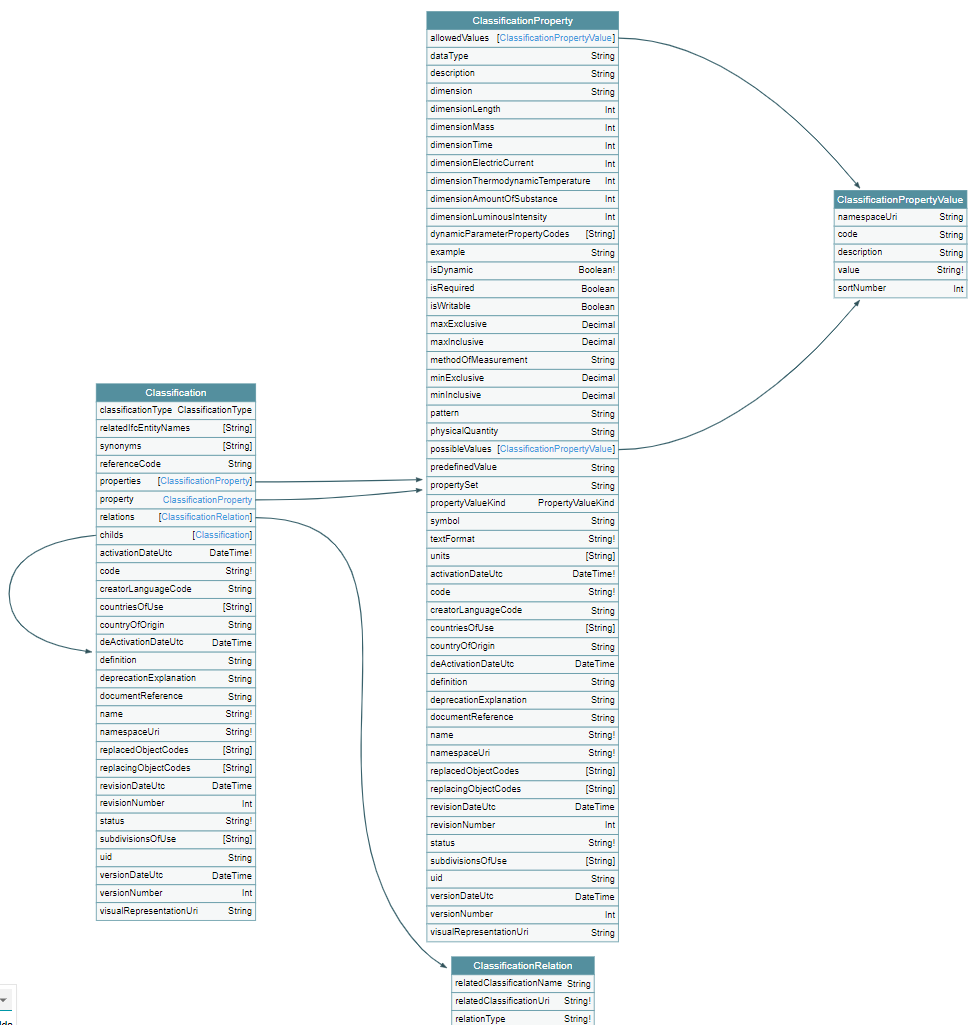 ClassificationProperty
allowedValues [ClassificationPropertyValue]
dataType String
description String
dimension String
dimensionLength Int
dimensionMass Int
dimensionTime Int
dimensionElectricCurrent Int
dimensionThermodynamicTemperature Int
dimensionAmountOfSubstance Int
dimensionLuminousIntensity Int
dynamicParameterPropertyCodes [String]
example String
isDynamic Boolean!
isRequired Boolean
isWritable Boolean
maxExclusive Decimal
maxInclusive Decimal
methodOfMeasurement String
minExclusive Decimal
minInclusive Decimal
pattern String
physicalQuantity String
possibleValues [ClassificationPropertyValue]
predefinedValue String
propertySet String
propertyValueKind PropertyValueKind
symbol String
textFormat String!
units [String]
activationDateUtc DateTime!
code String!
creatorLanguageCode String
countriesOfUse [String]
countryOfOrigin String
deActivationDateUtc DateTime
definition String
deprecationExplanation String
documentReference String
name String!
namespaceUri String!
replacedObjectCodes [String]
replacingObjectCodes [String]
revisionDateUtc DateTime
revisionNumber Int
status String!
subdivisionsOfUse [String]
uid String
versionDateUtc DateTime
versionNumber Int
visualRepresentationUri String
ClassificationPropertyValue
namespaceUri String
code String
description String
value String!
sortNumber Int
Classification
classificationType ClassificationType
relatedIfcEntityNames [String]
synonyms [String]
referenceCode String
properties [ClassificationProperty]
property ClassificationProperty
relations [ClassificationRelation]
childs [Classification]
activationDateUtc DateTime!
code String!
creatorLanguageCode String
countriesOfUse [String]
countryOfOrigin String
deActivationDateUtc DateTime
definition String
deprecationExplanation String
documentReference String
name String!
namespaceUri String!
replacedObjectCodes [String]
replacingObjectCodes [String]
revisionDateUtc DateTime
revisionNumber Int
status String!
subdivisionsOfUse [String]
uid String
versionDateUtc DateTime
versionNumber Int
visualRepresentationUri String
ClassificationRelation
relatedClassificationName String
relatedClassificationUri String!
relationType String!